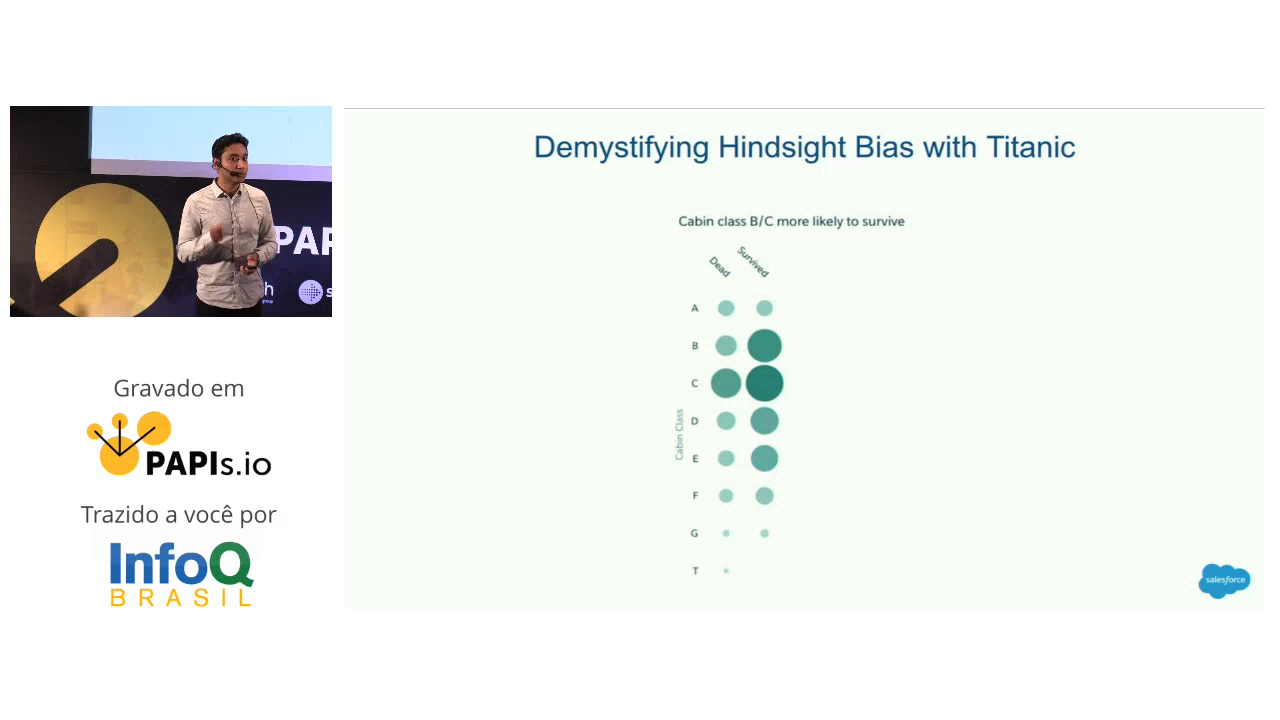 Demystifying Hindsight Bias with Titanic
Cabin class B/C more likely to survive
Dead
Survived
A
B
C
D
E
F
G
T
Cabin Class
salesforce
PAP
h
group
s
Gravado em
PAPIs.io
Trazido a você por
InfoQ
BRASIL